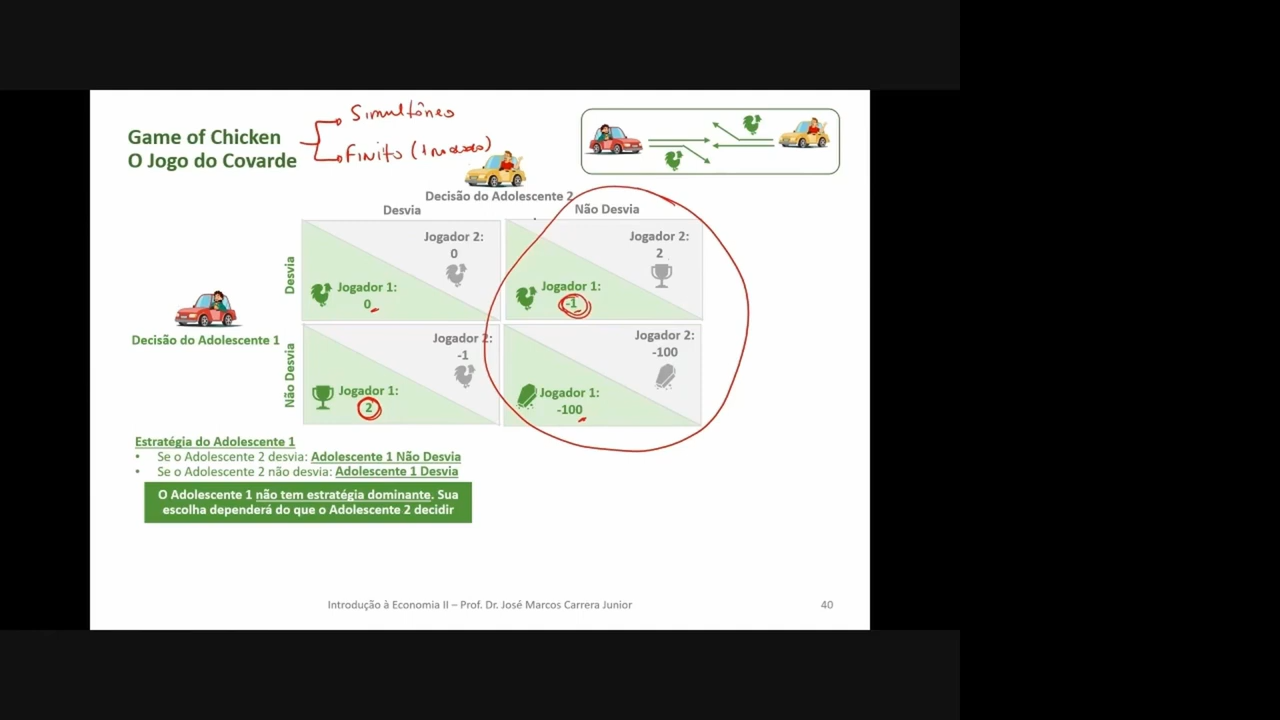 Game of Chicken
O Jogo do Covarde
Simultâneo
Finito (1 rodada)
Decisão do Adolescente 2
Desvia
Não Desvia
Desvia
Jogador 2:
0
Jogador 1:
0
Jogador 2:
2
Jogador 1:
-1
Decisão do Adolescente 1
Não Desvia
Jogador 2:
-1
Jogador 1:
2
Jogador 2:
-100
Jogador 1:
-100
Estratégia do Adolescente 1
• Se o Adolescente 2 desvia: Adolescente 1 Não Desvia
• Se o Adolescente 2 não desvia: Adolescente 1 Desvia
O Adolescente 1 não tem estratégia dominante. Sua
escolha dependerá do que o Adolescente 2 decidir
Introdução à Economia II – Prof. Dr. José Marcos Carrera Junior
40